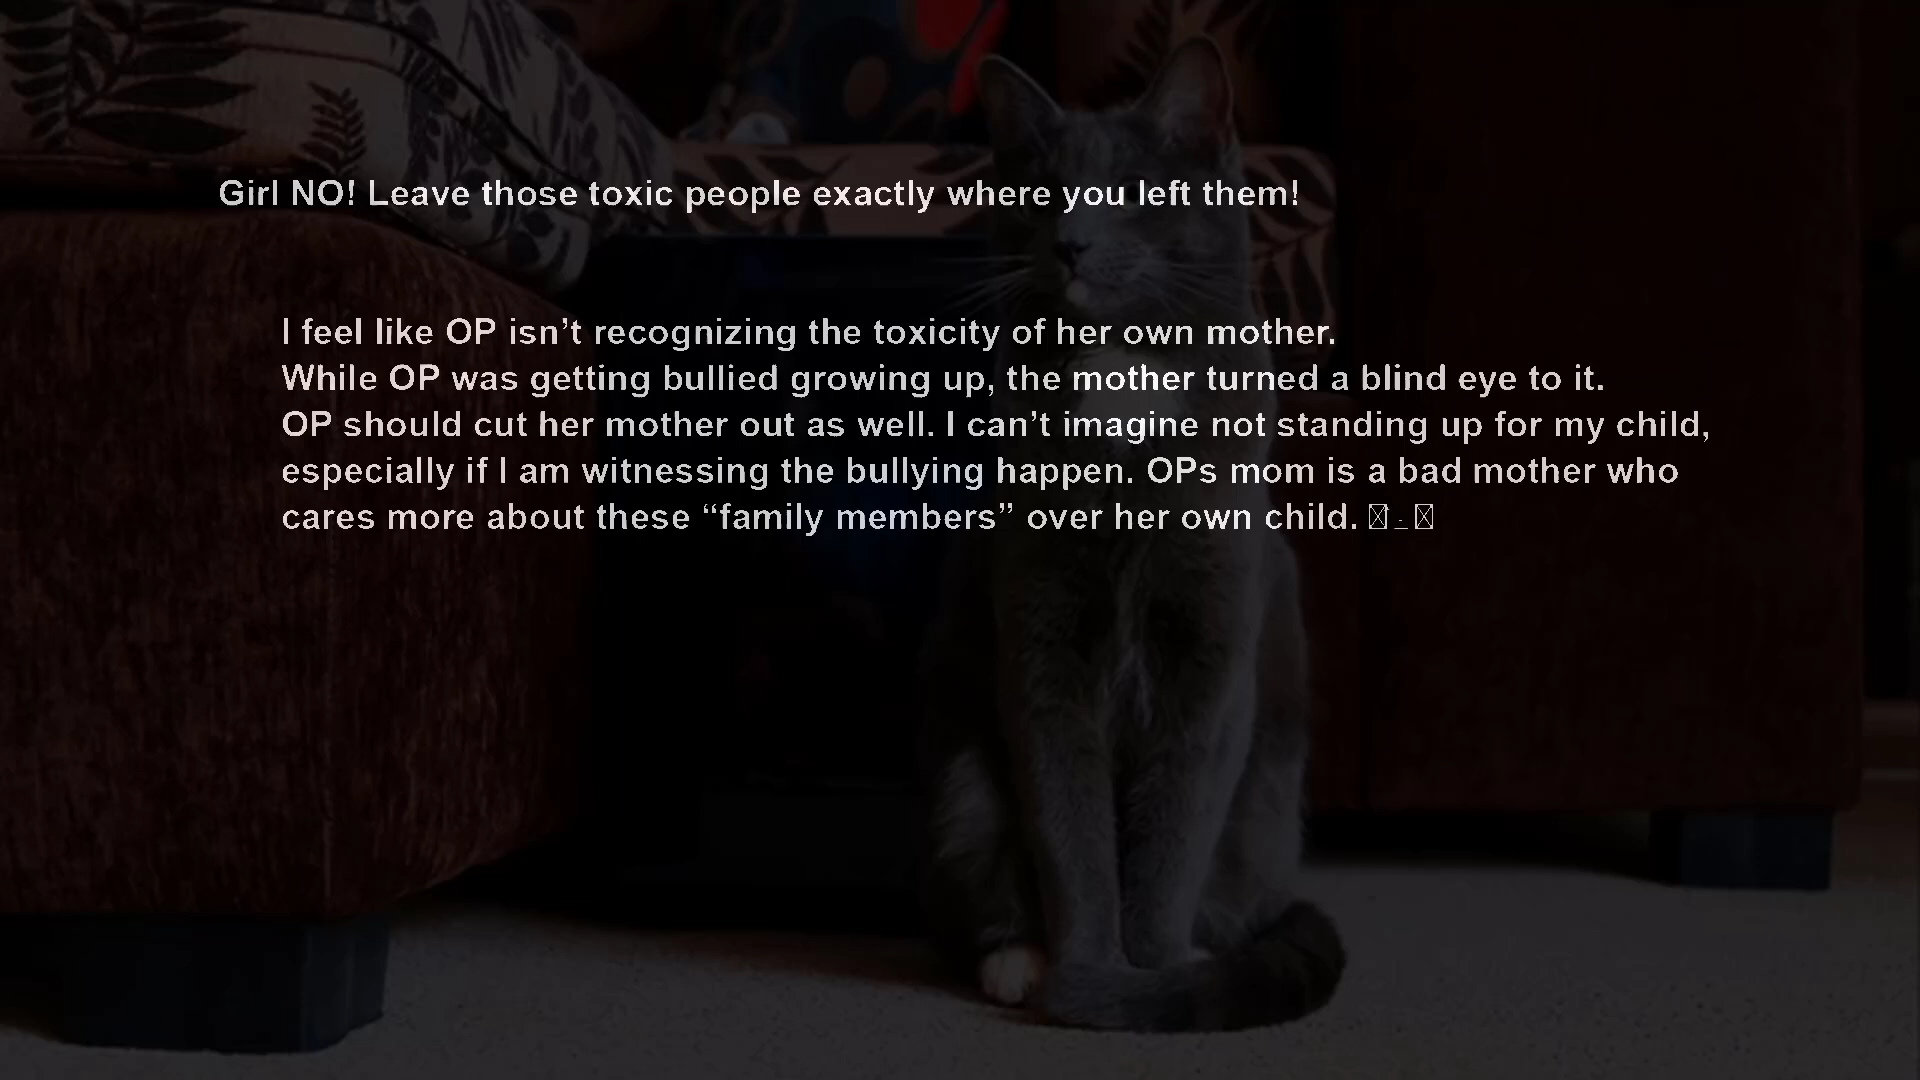 Girl NO! Leave those toxic people exactly where you left them!
I feel like OP isn’t recognizing the toxicity of her own mother.
While OP was getting bullied growing up, the mother turned a blind eye to it.
OP should cut her mother out as well. I can’t imagine not standing up for my child,
especially if I am witnessing the bullying happen. OPs mom is a bad mother who
cares more about these “family members” over her own child.